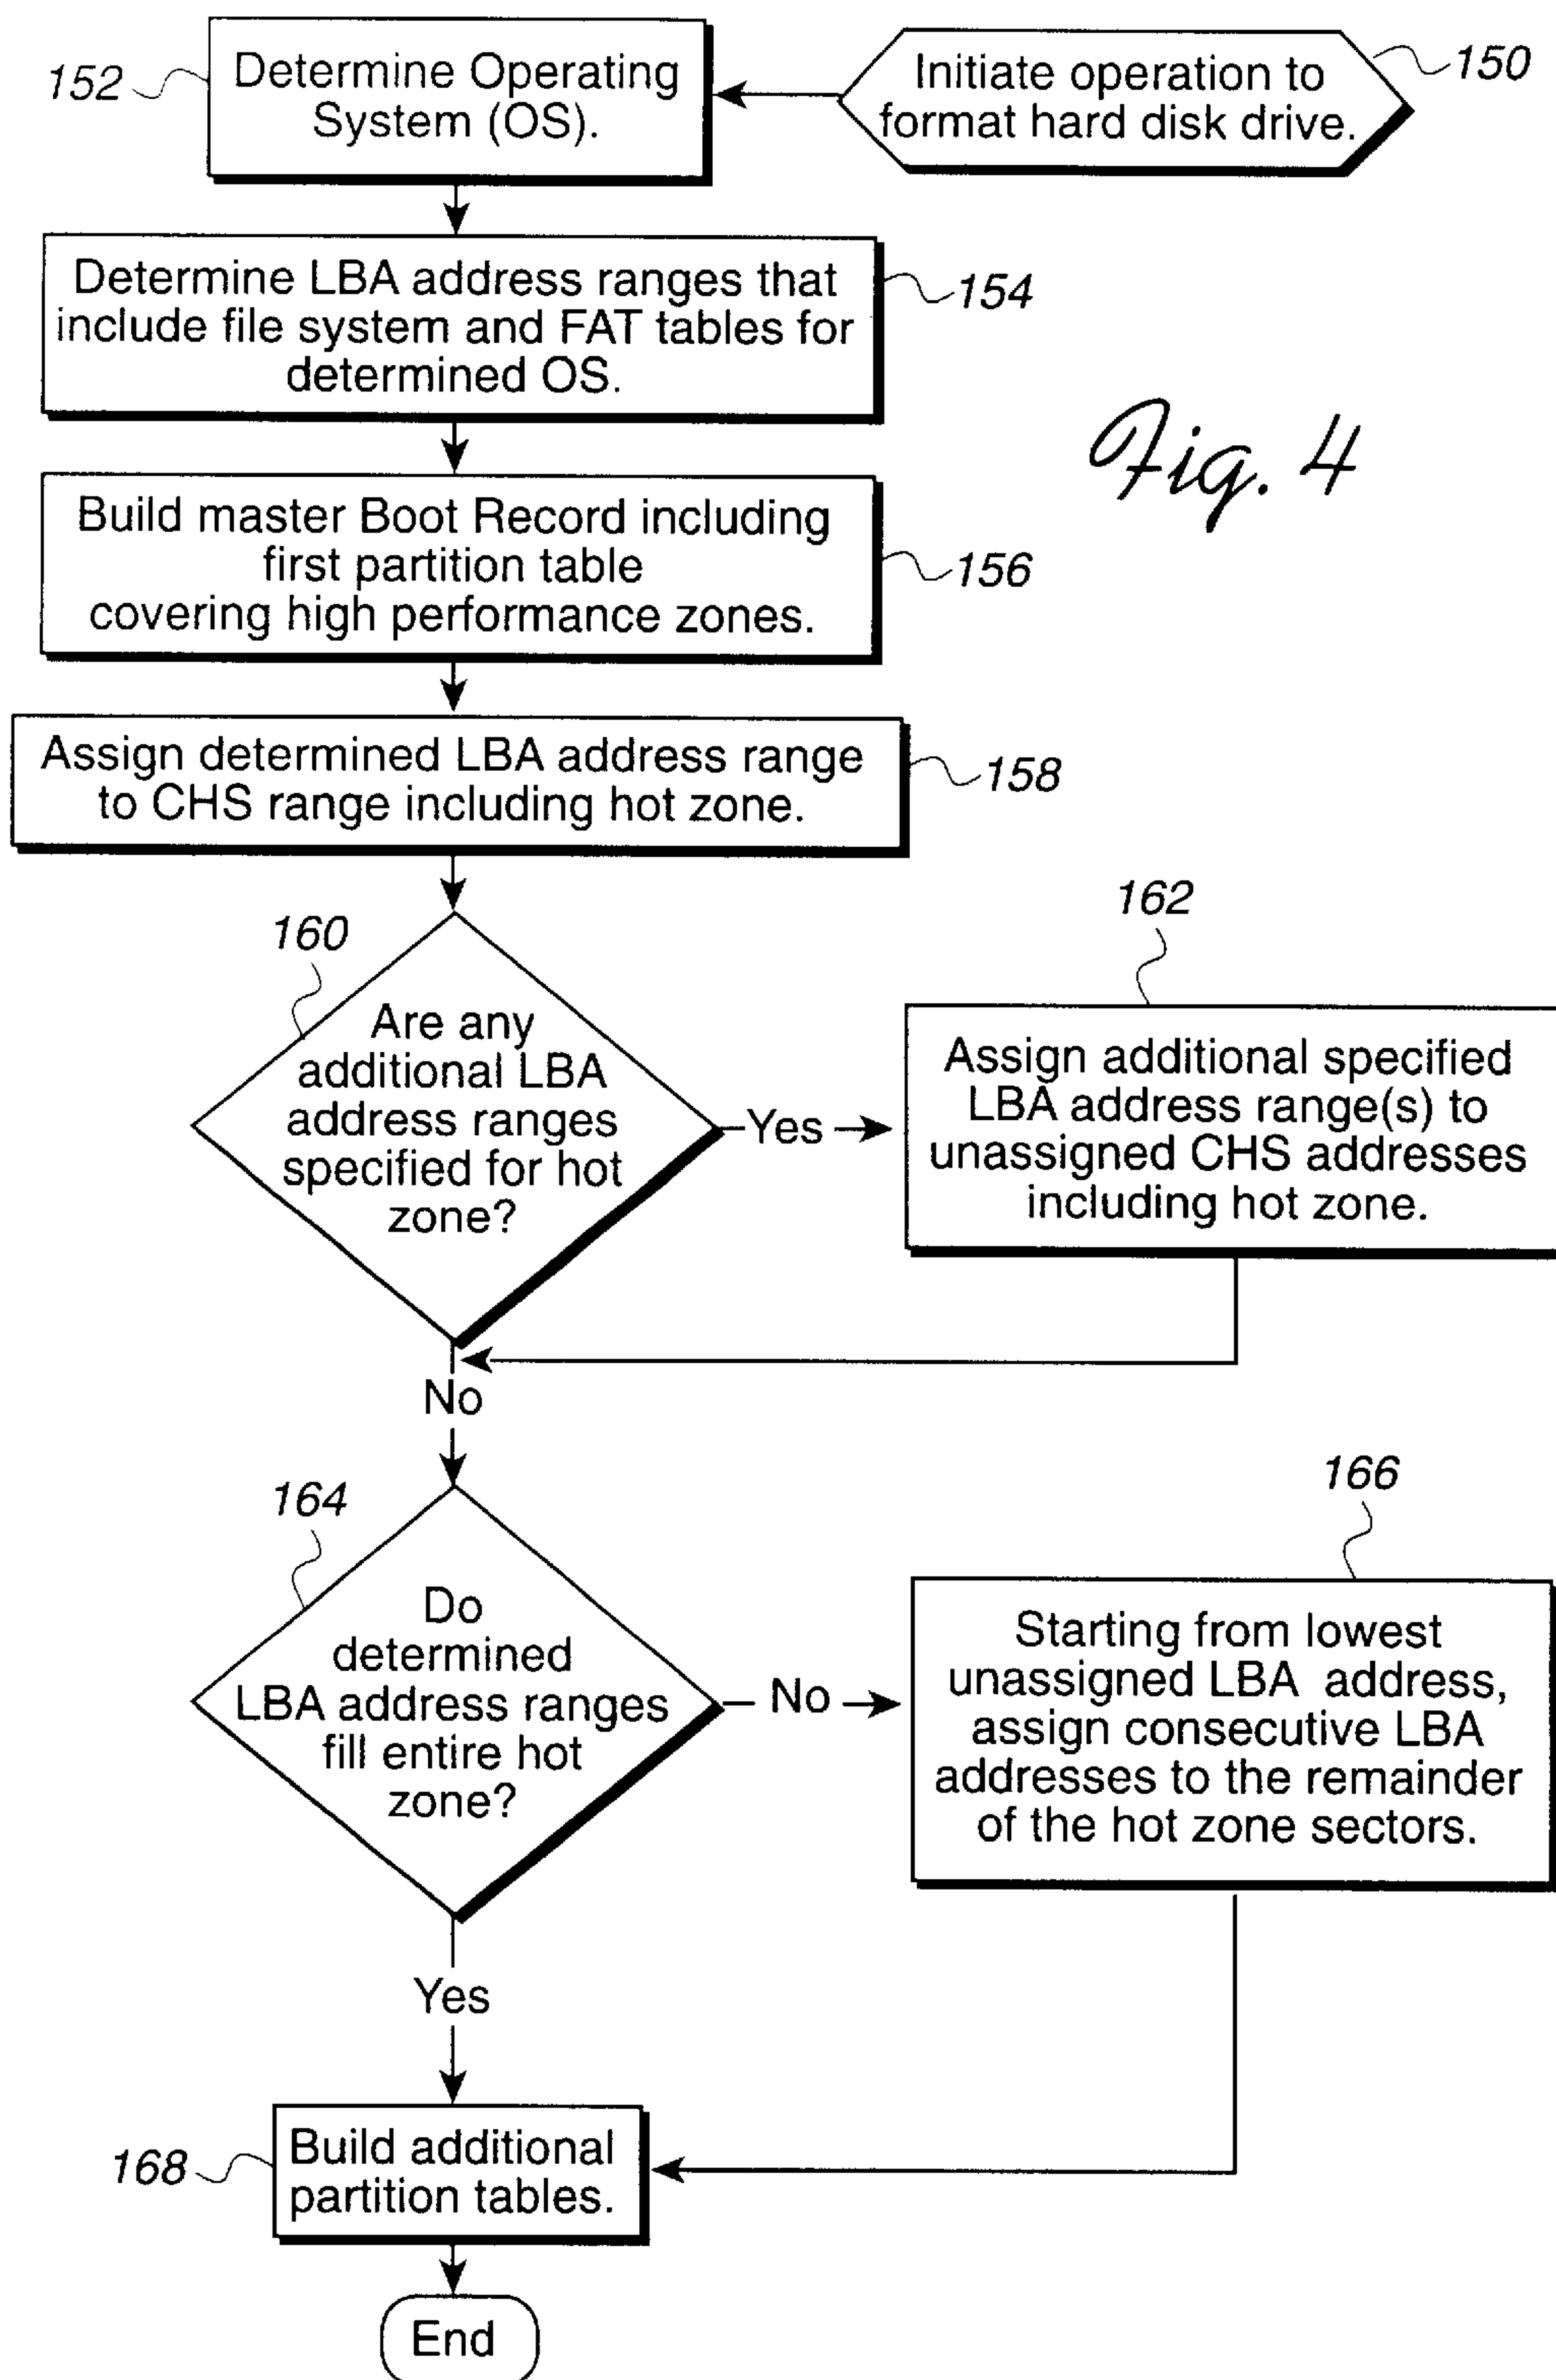 152
Determine Operating
System (OS).
Initiate operation to
format hard disk drive.
150
Determine LBA address ranges that
include file system and FAT tables for
determined OS.
154
Fig. 4
Build master Boot Record including
first partition table
covering high performance zones.
156
Assign determined LBA address range
to CHS range including hot zone.
158
160
Are any
additional LBA
address ranges
specified for hot
zone?
Yes
162
Assign additional specified
LBA address range(s) to
unassigned CHS addresses
including hot zone.
No
164
Do
determined
LBA address ranges
fill entire hot
zone?
No
166
Starting from lowest
unassigned LBA address,
assign consecutive LBA
addresses to the remainder
of the hot zone sectors.
Yes
168
Build additional
partition tables.
End